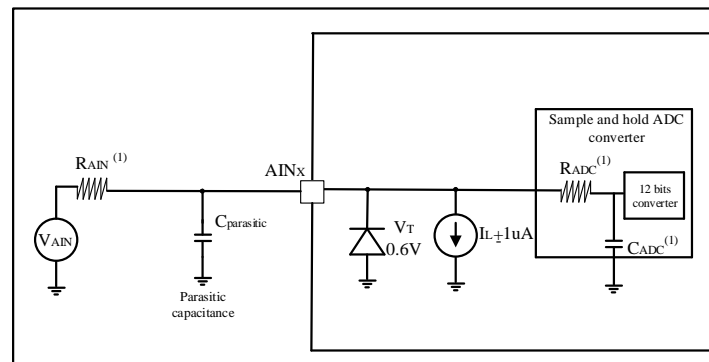 Sample and hold ADC
converter
RAIN (1)
AINx
RADC(1)
12 bits
converter
VAIN
Cparasitic
VT
0.6V
IL±1uA
CADC(1)
Parasitic
capacitance